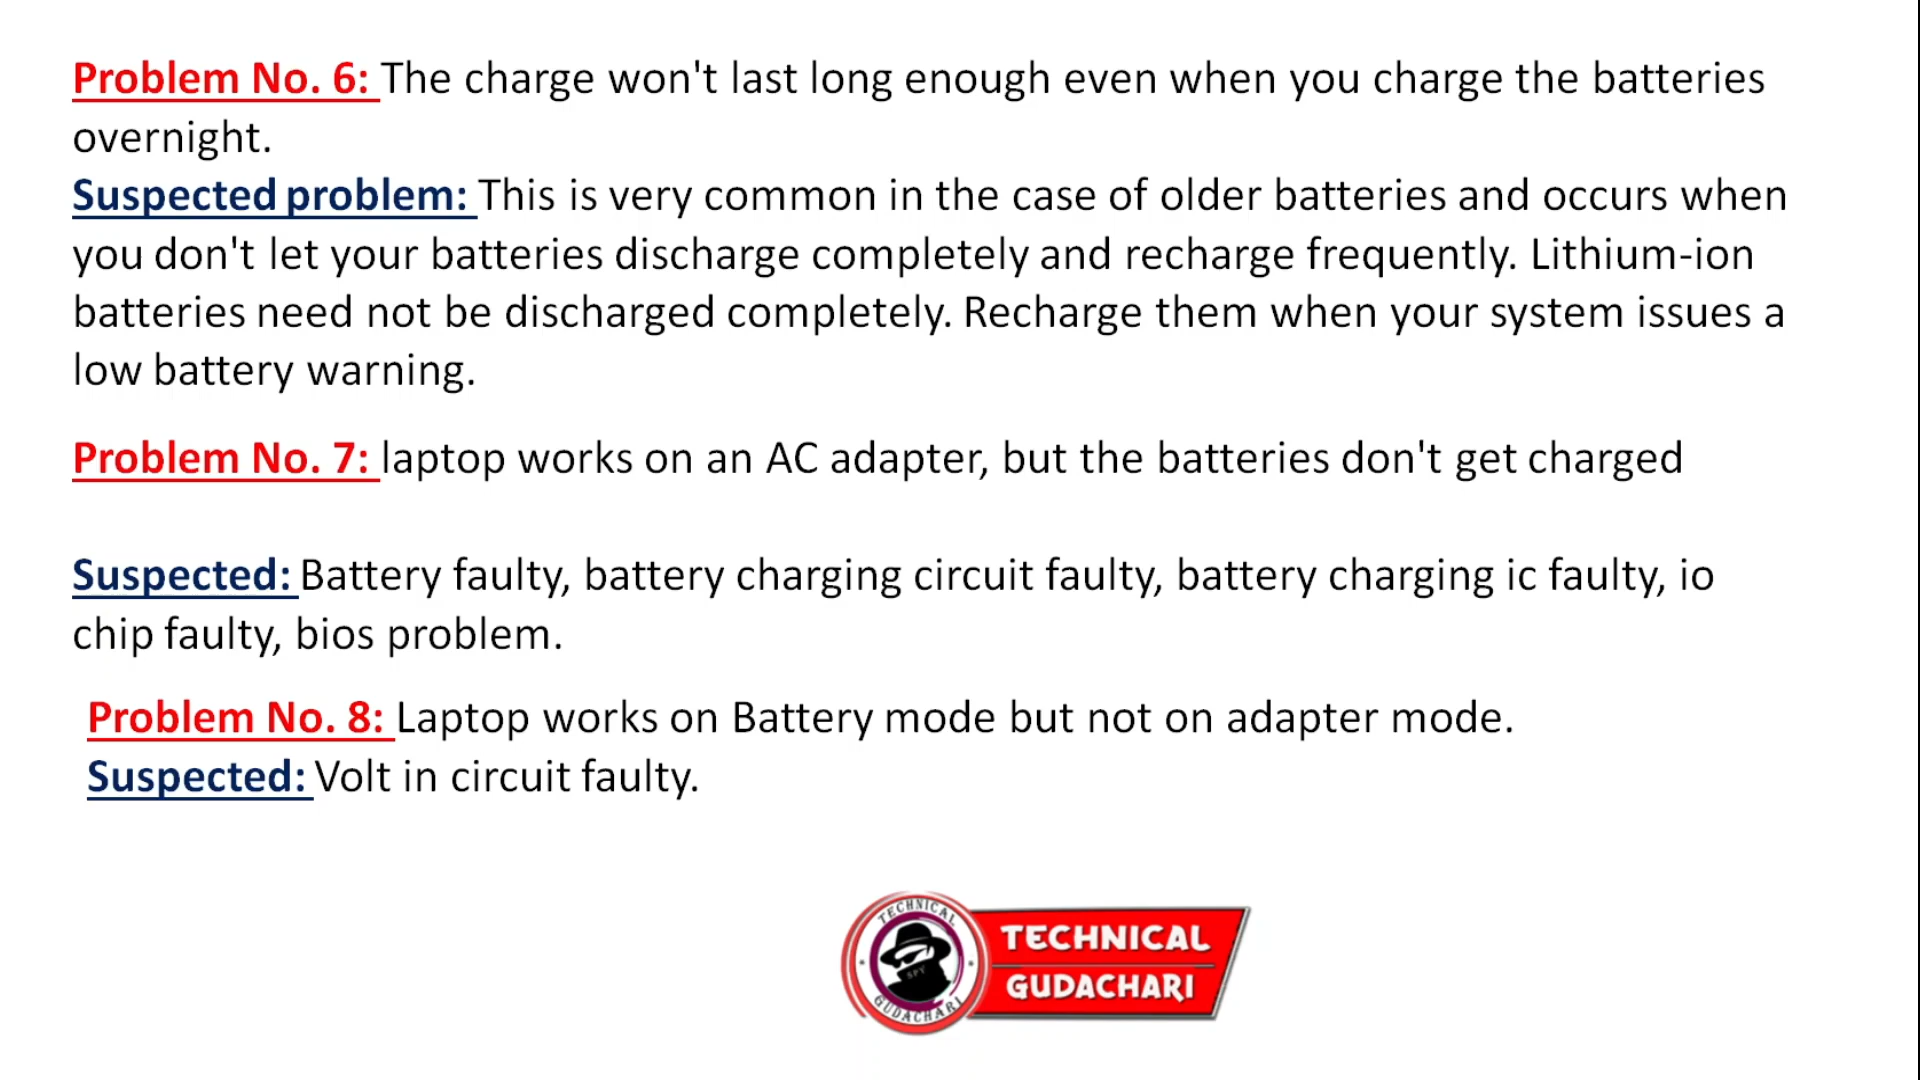 Problem No. 6: The charge won't last long enough even when you charge the batteries
overnight.
Suspected problem: This is very common in the case of older batteries and occurs when
you don't let your batteries discharge completely and recharge frequently. Lithium-ion
batteries need not be discharged completely. Recharge them when your system issues a
low battery warning.
Problem No. 7: laptop works on an AC adapter, but the batteries don't get charged
Suspected: Battery faulty, battery charging circuit faulty, battery charging ic faulty, io
chip faulty, bios problem.
Problem No. 8: Laptop works on Battery mode but not on adapter mode.
Suspected: Volt in circuit faulty.
TECHNICAL
SPY
GUDACHARI
TECHNICAL
GUDACHARI